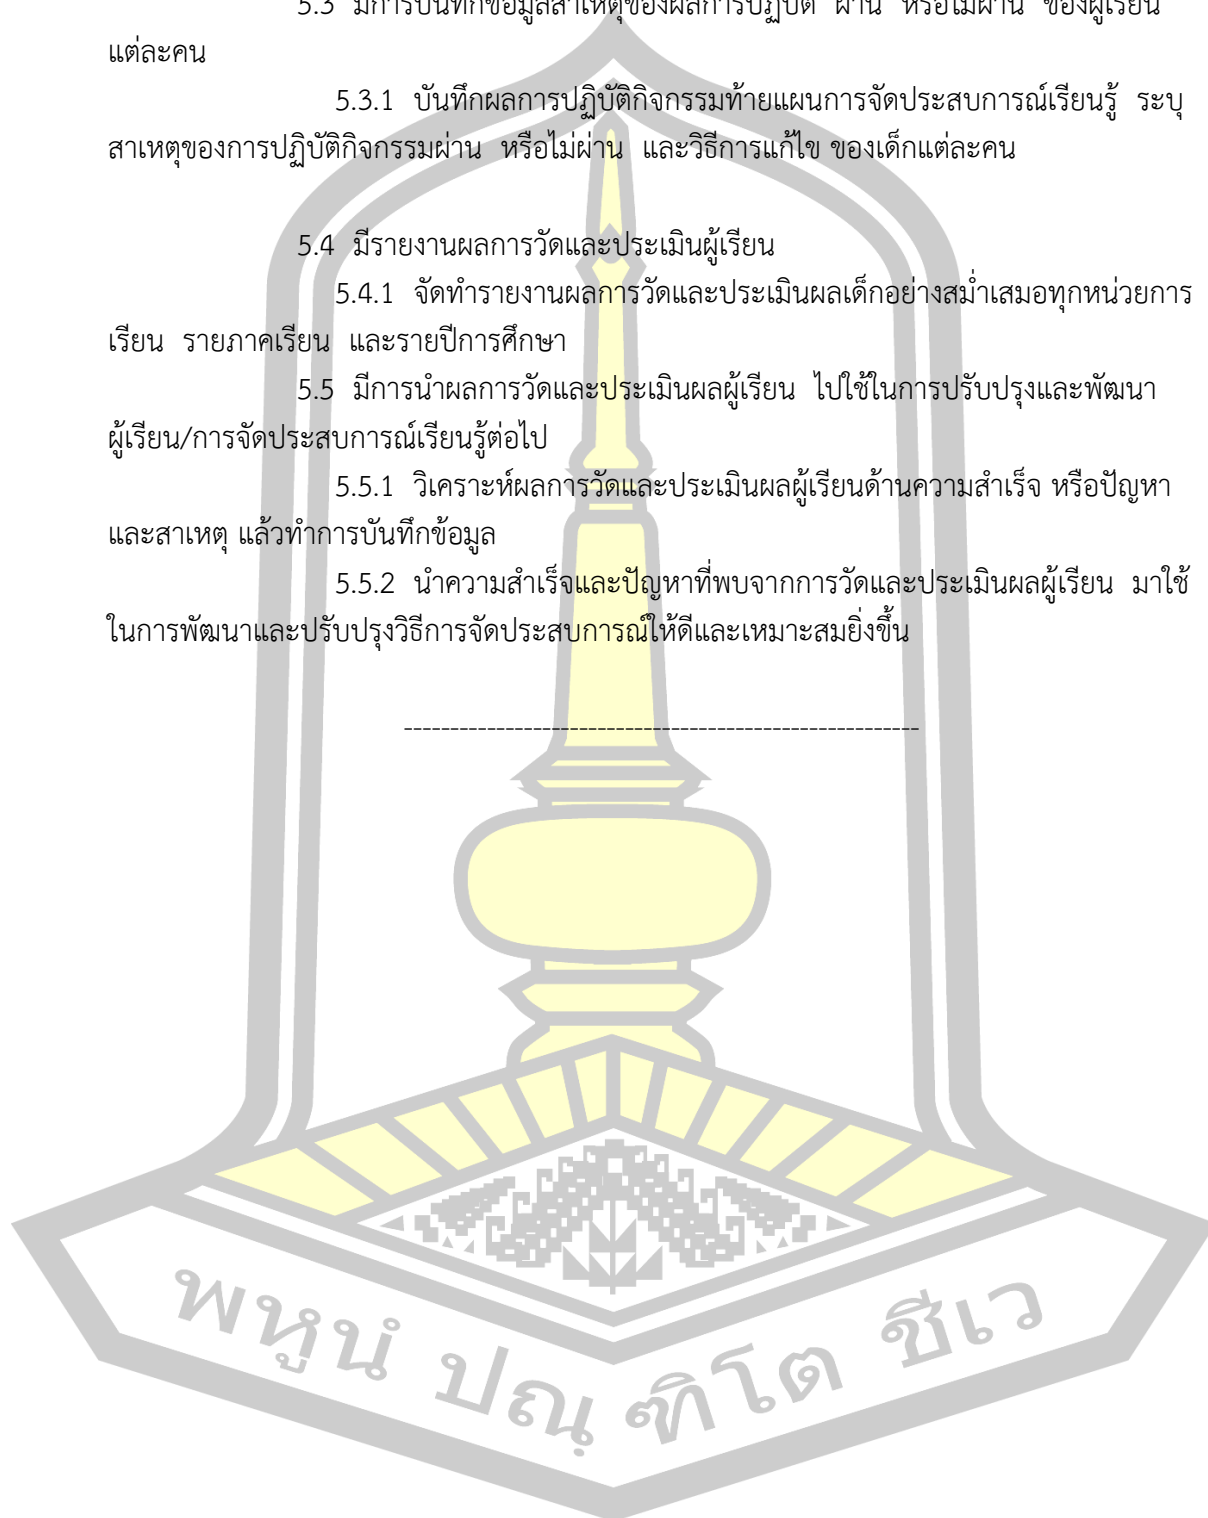 5.3 มีการบันทึกข้อมูลสาเหตุของผลการปฏิบัติ ผ่าน หรือไม่ผ่าน ของผู้เรียน
แต่ละคน
5.3.1 บันทึกผลการปฏิบัติกิจกรรมท้ายแผนการจัดประสบการณ์เรียนรู้ ระบุ
สาเหตุของการปฏิบัติกิจกรรมผ่าน หรือไม่ผ่าน และวิธีการแก้ไข ของเด็กแต่ละคน
5.4 มีรายงานผลการวัดและประเมินผู้เรียน
5.4.1 จัดทำรายงานผลการวัดและประเมินผลเด็กอย่างสม่ำเสมอทุกหน่วยการ
เรียน รายภาคเรียน และรายปีการศึกษา
5.5 มีการนำผลการวัดและประเมินผลผู้เรียน ไปใช้ในการปรับปรุงและพัฒนา
ผู้เรียน/การจัดประสบการณ์เรียนรู้ต่อไป
5.5.1 วิเคราะห์ผลการวัดและประเมินผลผู้เรียนด้านความสำเร็จ หรือปัญหา
และสาเหตุ แล้วทำการบันทึกข้อมูล
5.5.2 นำความสำเร็จและปัญหาที่พบจากการวัดและประเมินผลผู้เรียน มาใช้
ในการพัฒนาและปรับปรุงวิธีการจัดประสบการณ์ให้ดีและเหมาะสมยิ่งขึ้น
--------------------------------------------------------
พหูนํ ปณฺฑิโต ชีเว